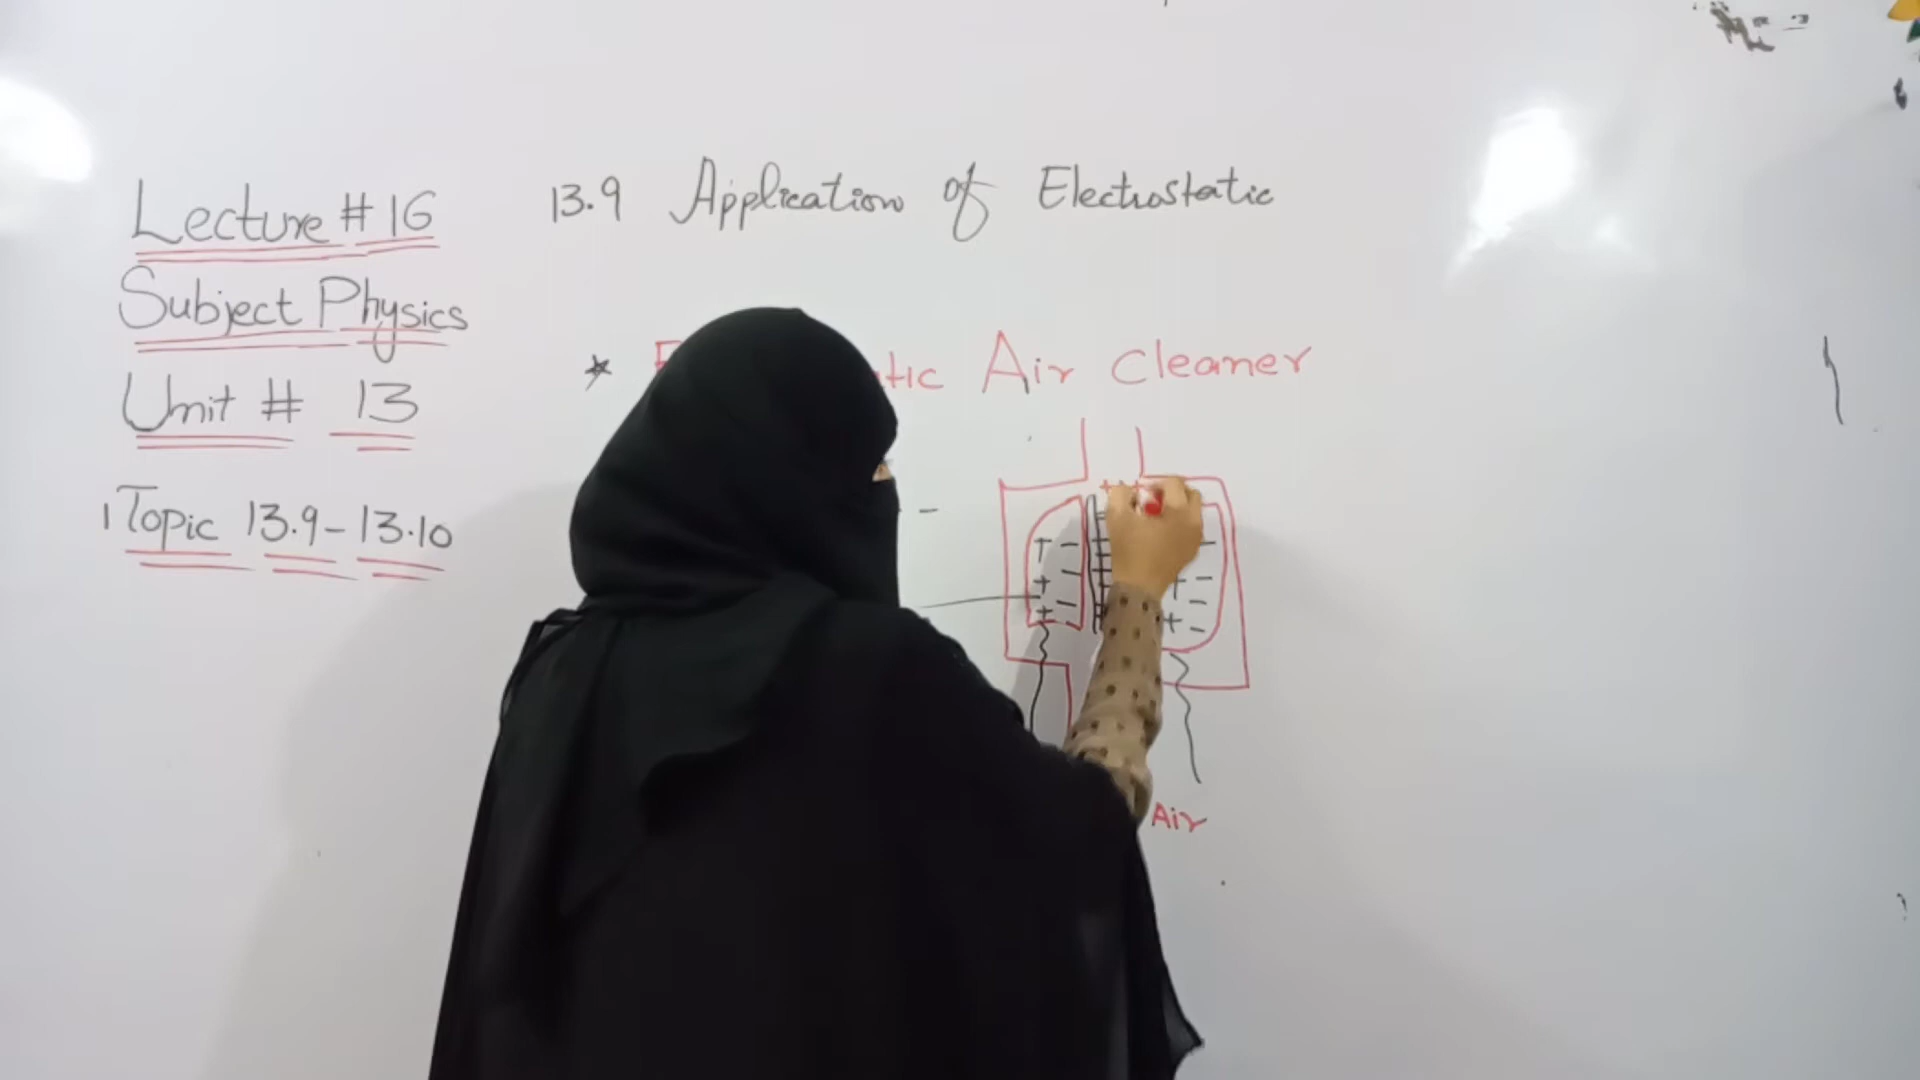 Lecture # 16
Subject Physics
Unit # 13
Topic 13.9 - 13.10
13.9 Application of Electrostatic
* Air Cleaner
Air